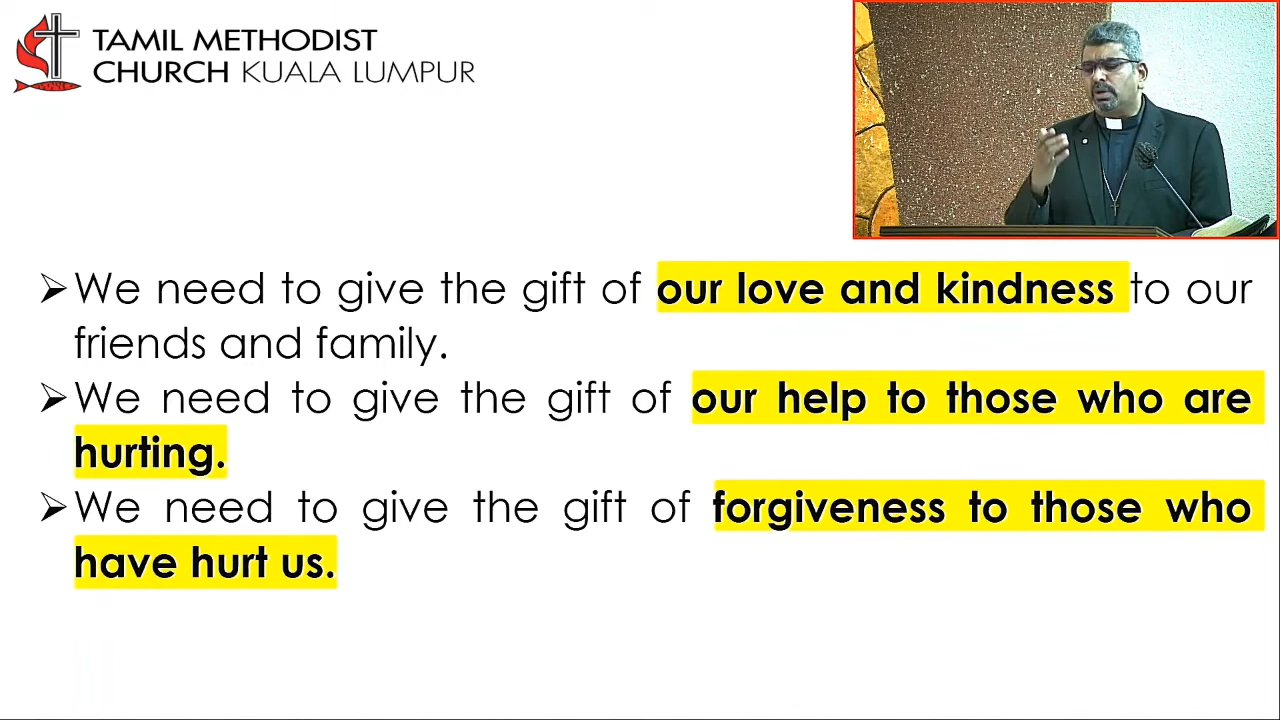 TAMIL METHODIST
CHURCH KUALA LUMPUR
➢We need to give the gift of our love and kindness to our
friends and family.
➢We need to give the gift of our help to those who are
hurting.
➢We need to give the gift of forgiveness to those who
have hurt us.